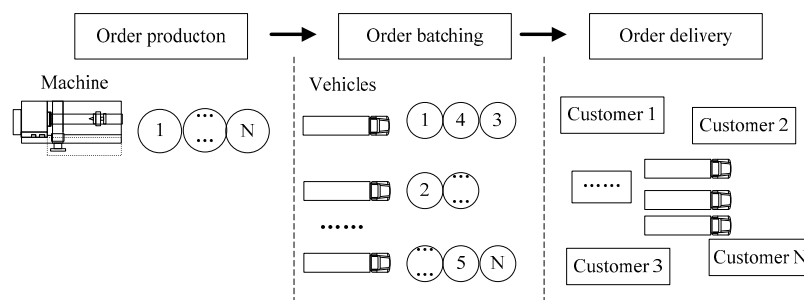 Order producton
Order batching
Order delivery
Machine
1
...
...
N
Vehicles
1 4 3
2
...
...
......
...
...
5 N
Customer 1
Customer 2
......
Customer 3
Customer N